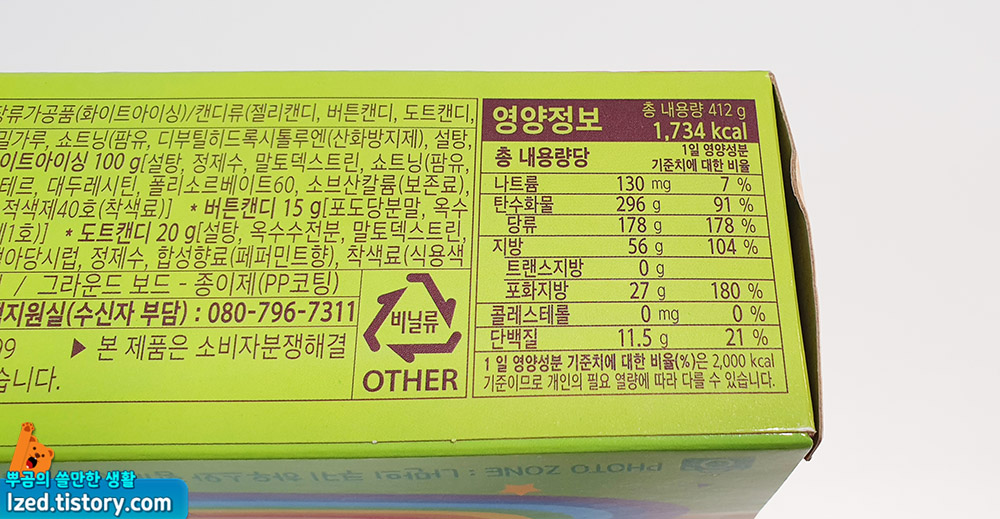 당류가공품(화이트아이싱)/캔디류(젤리캔디, 버튼캔디, 도트캔디,
밀가루, 쇼트닝(팜유, 디부틸히드록시톨루엔(산화방지제), 설탕,
이트아이싱 100 g[설탕, 정제수, 말토덱스트린, 쇼트닝(팜유,
테르, 대두레시틴, 폴리소르베이트60, 소브산칼륨(보존료),
적색제40호(착색료)] * 버튼캔디 15 g[포도당분말, 옥수
1호)] * 도트캔디 20 g[설탕, 옥수수전분, 말토덱스트린,
아당시럽, 정제수, 합성향료(페퍼민트향), 착색료(식용색
/ 그라운드 보드 - 종이제(PP코팅)
지원실(수신자 부담) : 080-796-7311
99 ▶ 본 제품은 소비자분쟁해결
습니다.
비닐류
OTHER
영양정보
총 내용량 412 g
1,734 kcal
총 내용량당
1일 영양성분
기준치에 대한 비율
나트륨 130 mg 7 %
탄수화물 296 g 91 %
당류 178 g 178 %
지방 56 g 104 %
트랜스지방 0 g
포화지방 27 g 180 %
콜레스테롤 0 mg 0 %
단백질 11.5 g 21 %
1 일 영양성분 기준치에 대한 비율(%)은 2,000 kcal
기준이므로 개인의 필요 열량에 따라 다를 수 있습니다.
PHOTO ZONE
뿌곰의 쓸만한 생활
lzed.tistory.com